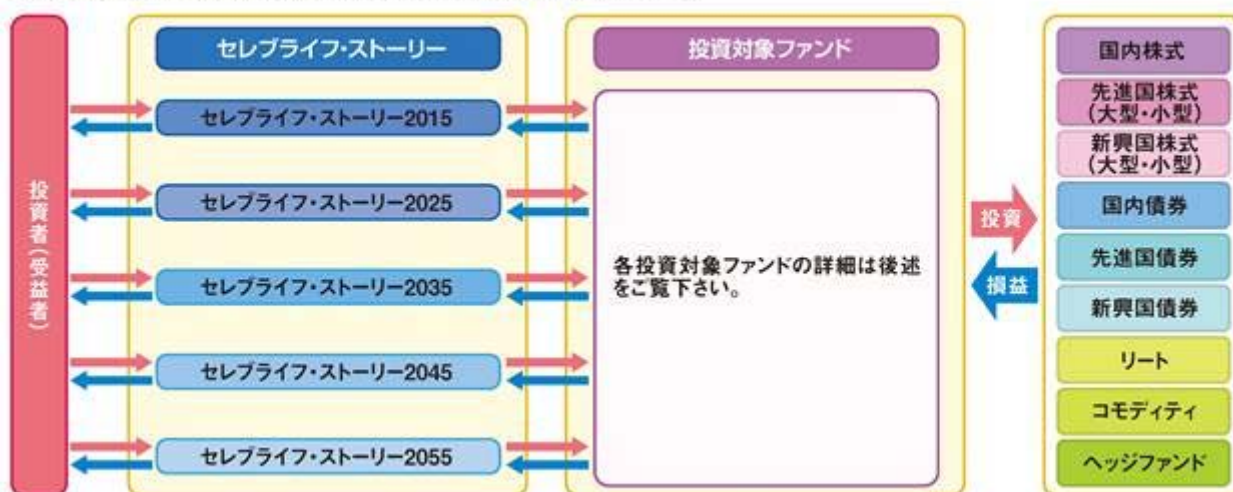 投資者(受益者)
セレブライフ・ストーリー
セレブライフ・ストーリー2015
セレブライフ・ストーリー2025
セレブライフ・ストーリー2035
セレブライフ・ストーリー2045
セレブライフ・ストーリー2055
投資対象ファンド
各投資対象ファンドの詳細は後述
をご覧下さい。
投資
損益
国内株式
先進国株式
(大型・小型)
新興国株式
(大型・小型)
国内債券
先進国債券
新興国債券
リート
コモディティ
ヘッジファンド